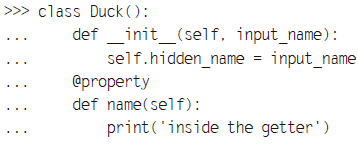 >>> class Duck():
...     def __init__(self, input_name):
...         self.hidden_name = input_name
...     @property
...     def name(self):
...         print('inside the getter')